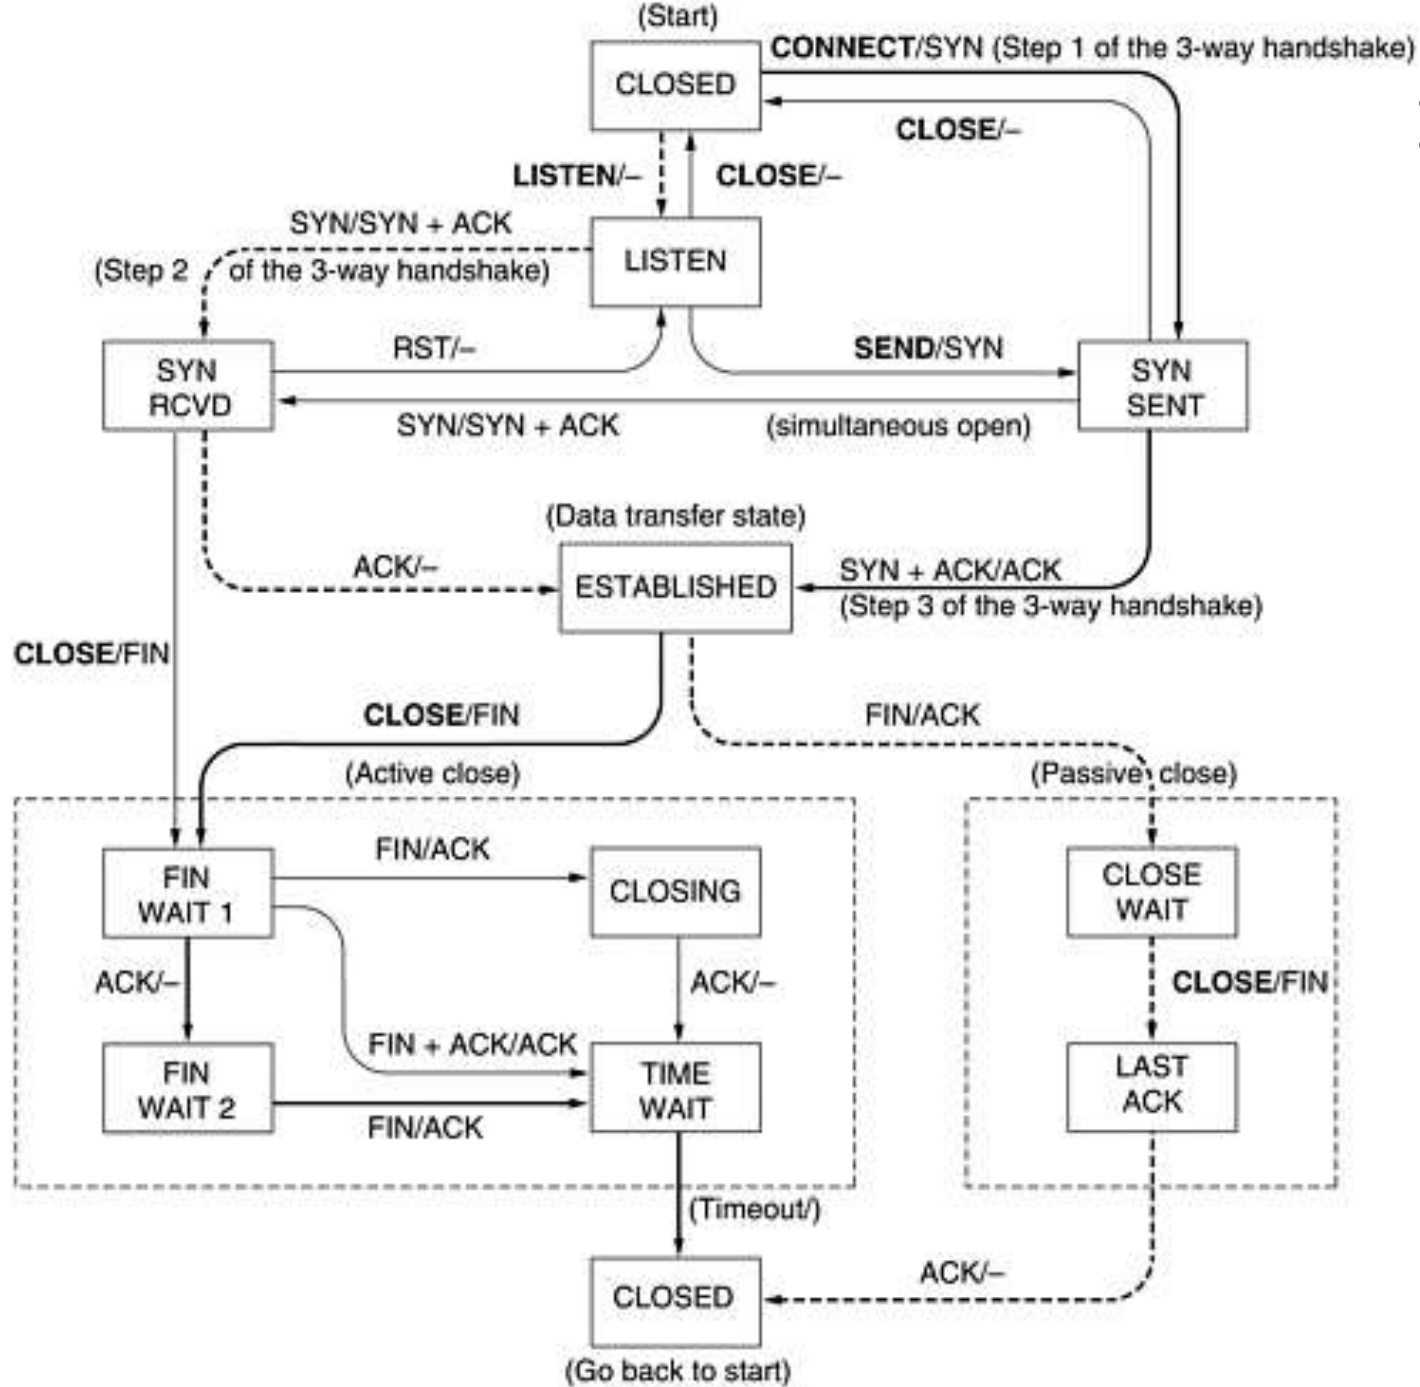 (Start)
CONNECT/SYN (Step 1 of the 3-way handshake)
CLOSED
CLOSE/–
LISTEN/–
CLOSE/–
SYN/SYN + ACK
LISTEN
(Step 2 of the 3-way handshake)
RST/–
SEND/SYN
SYN
RCVD
SYN
SENT
SYN/SYN + ACK
(simultaneous open)
(Data transfer state)
ACK/–
ESTABLISHED
SYN + ACK/ACK
(Step 3 of the 3-way handshake)
CLOSE/FIN
CLOSE/FIN
FIN/ACK
(Active close)
(Passive close)
FIN/ACK
FIN
WAIT 1
CLOSING
CLOSE
WAIT
ACK/–
ACK/–
CLOSE/FIN
FIN + ACK/ACK
FIN
WAIT 2
TIME
WAIT
LAST
ACK
FIN/ACK
(Timeout/)
ACK/–
CLOSED
(Go back to start)